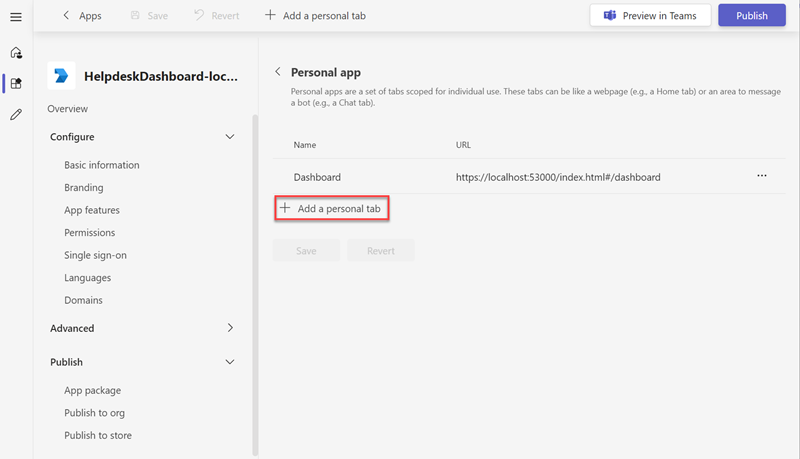 Apps
Save
Revert
Add a personal tab
Preview in Teams
Publish
HelpdeskDashboard-loc...
Overview
Configure
Basic information
Branding
App features
Permissions
Single sign-on
Languages
Domains
Advanced
Publish
App package
Publish to org
Publish to store
Personal app
Personal apps are a set of tabs scoped for individual use. These tabs can be like a webpage (e.g., a Home tab) or an area to message
a bot (e.g., a Chat tab).
Name URL
Dashboard https://localhost:53000/index.html#/dashboard
Add a personal tab
Save Revert